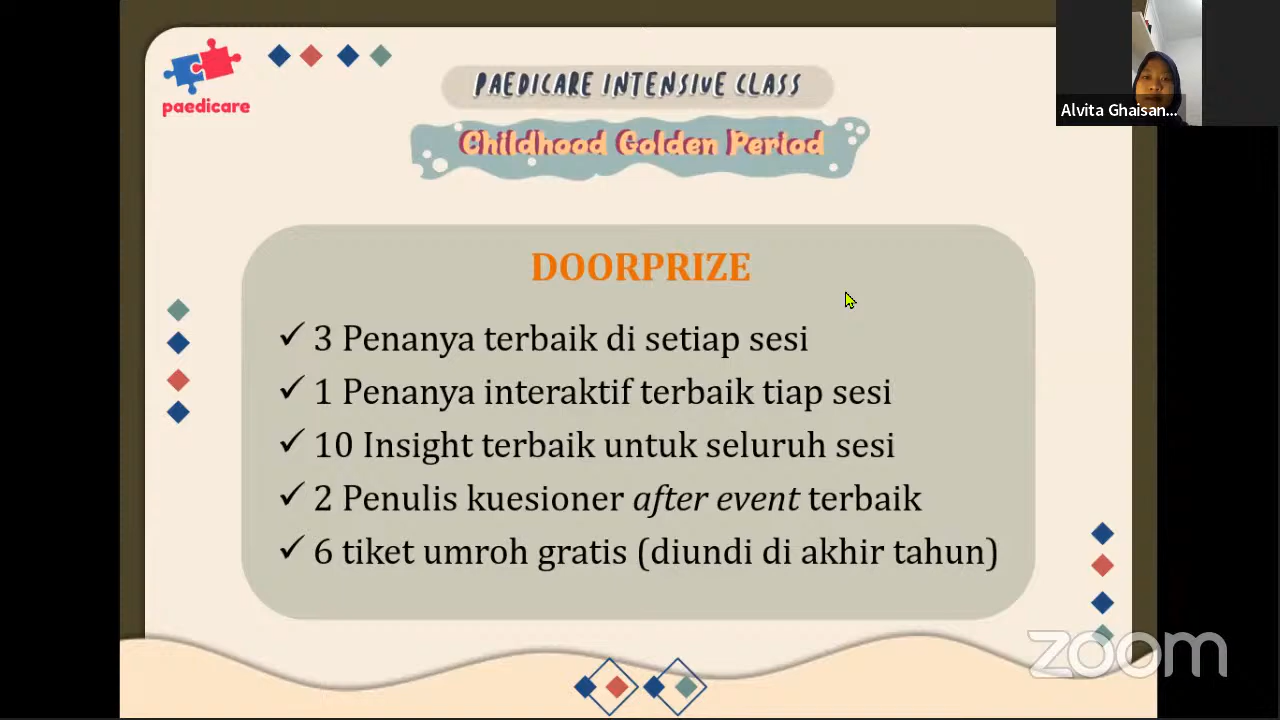 paedicare
PAEDICARE INTENSIVE CLASS
Childhood Golden Period
Alvita Ghaisan...
DOORPRIZE
✓ 3 Penanya terbaik di setiap sesi
✓ 1 Penanya interaktif terbaik tiap sesi
✓ 10 Insight terbaik untuk seluruh sesi
✓ 2 Penulis kuesioner after event terbaik
✓ 6 tiket umroh gratis (diundi di akhir tahun)
zoom